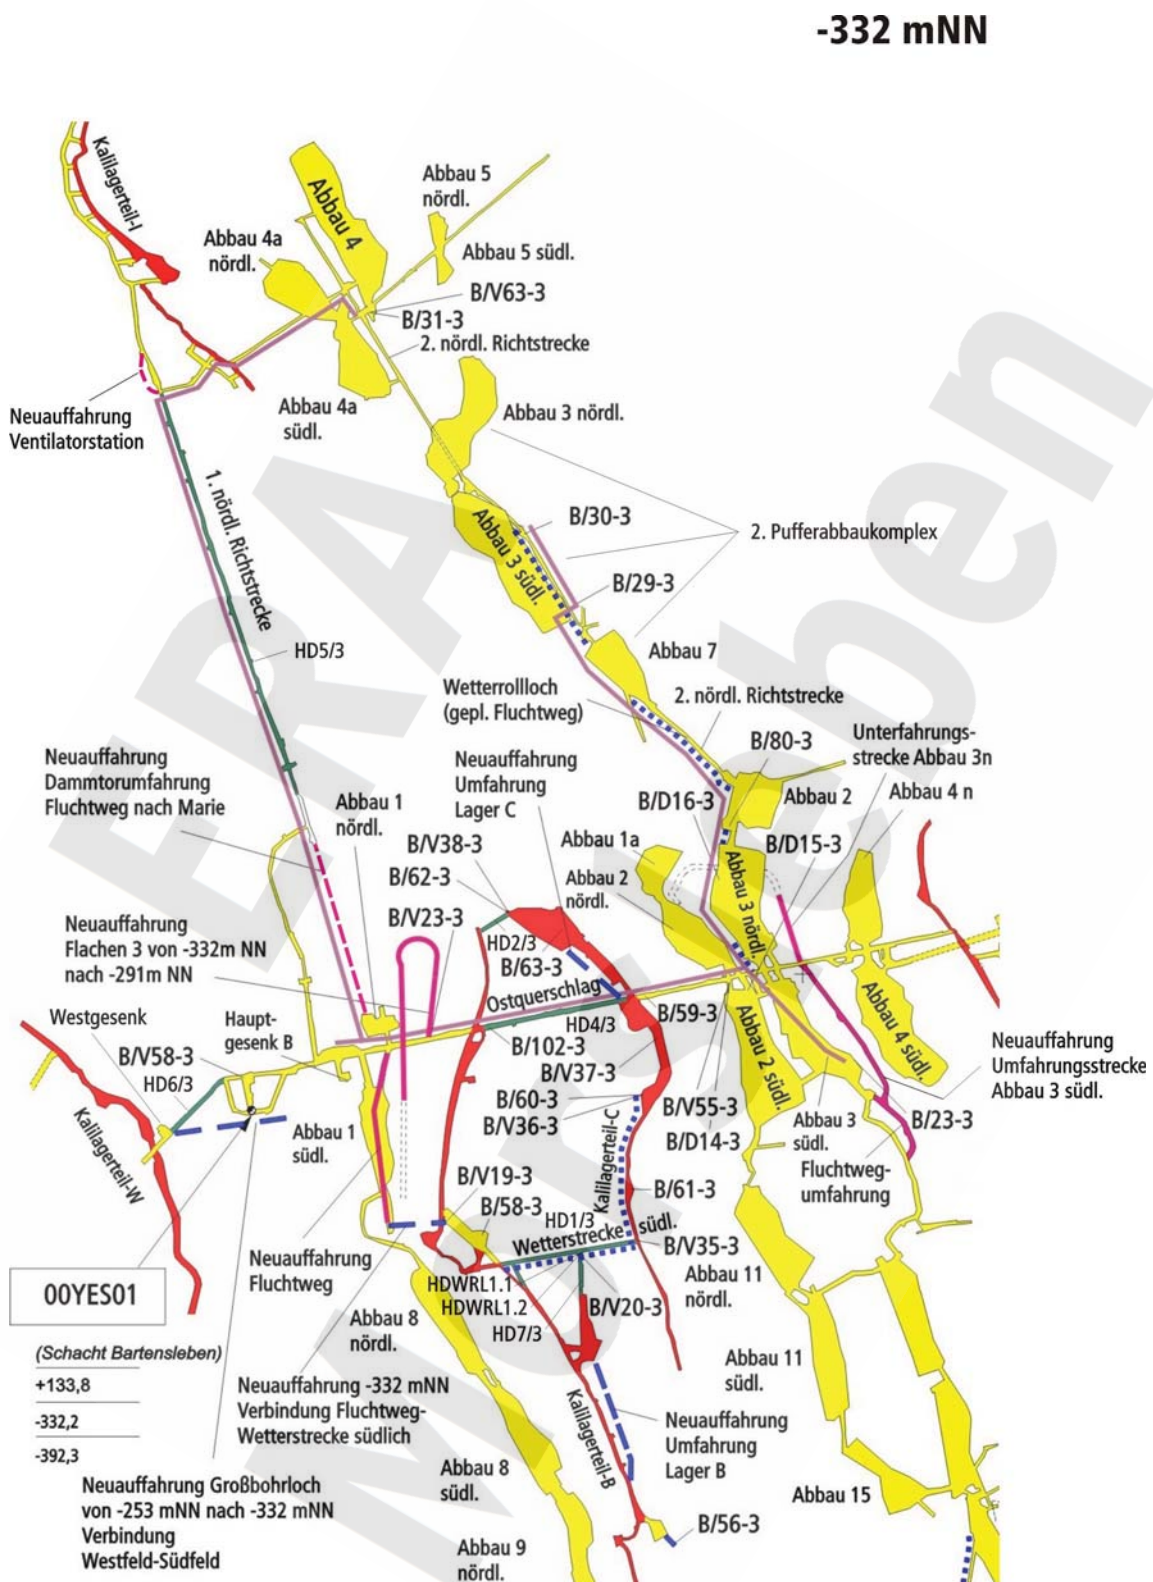 -332 mNN
Kalilagerteil-I
Abbau 4
Abbau 5
nördl.
Abbau 4a
nördl.
Abbau 5 südl.
B/V63-3
B/31-3
2. nördl. Richtstrecke
Neuauffahrung
Ventilatorstation
Abbau 4a
südl.
Abbau 3 nördl.
1. nördl. Richtstrecke
Abbau 3 südl.
B/30-3
2. Pufferabbaukomplex
B/29-3
HD5/3
Abbau 7
Wetterrollloch
(gepl. Fluchtweg)
2. nördl. Richtstrecke
Neuauffahrung
Dammtorumfahrung
Fluchtweg nach Marie
Neuauffahrung
Umfahrung
Lager C
B/80-3
Unterfahrungs-
strecke Abbau 3n
Abbau 1
nördl.
B/D16-3
Abbau 2
Abbau 4 n
B/V38-3
Abbau 1a
B/D15-3
B/62-3
Abbau 2
nördl.
Abbau 3 nördl.
B/V23-3
Neuauffahrung
Flachen 3 von -332m NN
nach -291m NN
HD2/3
B/63-3
Ostquerschlag
Westgesenk
Haupt-
gesenk B
HD4/3
B/59-3
Abbau 4 südl.
Abbau 2 südl.
B/V58-3
HD6/3
B/102-3
B/V37-3
Neuauffahrung
Umfahrungsstrecke
Abbau 3 südl.
B/60-3
B/V36-3
B/V55-3
B/D14-3
Abbau 3
südl.
B/23-3
Kalilagerteil-W
Abbau 1
südl.
Kalilagerteil-C
Fluchtweg-
umfahrung
B/V19-3
B/58-3
B/61-3
HD1/3
Wetterstrecke südl.
B/V35-3
Neuauffahrung
Fluchtweg
HDWRL1.1
HDWRL1.2
Abbau 11
nördl.
00YES01
B/V20-3
HD7/3
Abbau 8
nördl.
(Schacht Bartensleben)
+133,8
-332,2
-392,3
Abbau 11
südl.
Neuauffahrung -332 mNN
Verbindung Fluchtweg-
Wetterstrecke südlich
Kalilagerteil-B
Neuauffahrung
Umfahrung
Lager B
Abbau 8
südl.
Abbau 15
Neuauffahrung Großbohrloch
von -253 mNN nach -332 mNN
Verbindung
Westfeld-Südfeld
B/56-3
Abbau 9
nördl.
ERA Morsleben